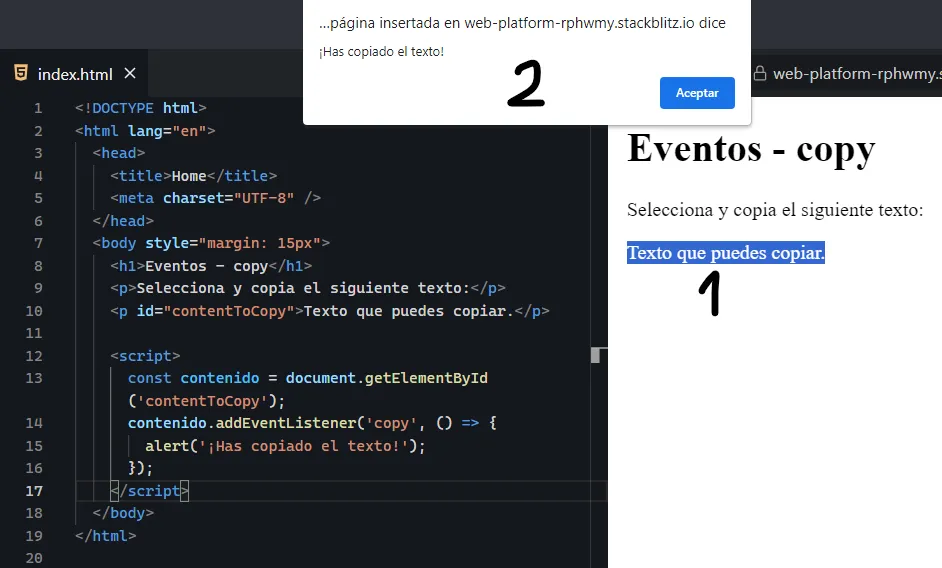 ...página insertada en web-platform-rphwmy.stackblitz.io dice
¡Has copiado el texto!
2
Aceptar
index.html
web-platform-rphwmy.s
1 <!DOCTYPE html>
2 <html lang="en">
3 <head>
4 <title>Home</title>
5 <meta charset="UTF-8" />
6 </head>
7 <body style="margin: 15px">
8 <h1>Eventos - copy</h1>
9 <p>Selecciona y copia el siguiente texto:</p>
10 <p id="contentToCopy">Texto que puedes copiar.</p>
11
12 <script>
13 const contenido = document.getElementById
('contentToCopy');
14 contenido.addEventListener('copy', () => {
15 alert('¡Has copiado el texto!');
16 });
17 </script>
18 </body>
19 </html>
20
Eventos - copy
Selecciona y copia el siguiente texto:
Texto que puedes copiar.
1